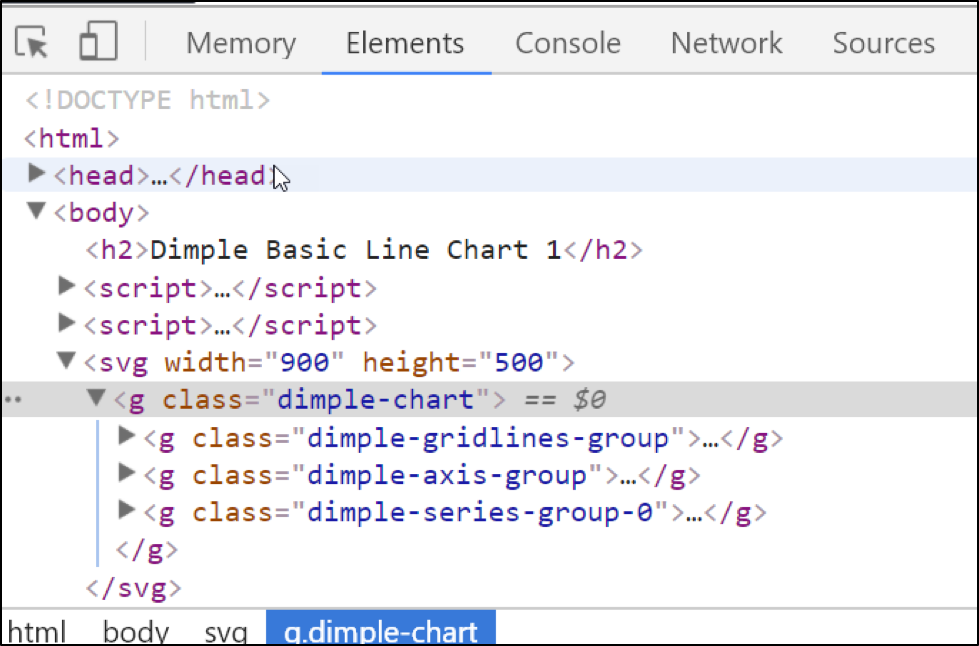 Memory Elements Console Network Sources
<!DOCTYPE html>
<html>
<head>…</head>
<body>
<h2>Dimple Basic Line Chart 1</h2>
<script>…</script>
<script>…</script>
<svg width="900" height="500">
<g class="dimple-chart"> == $0
<g class="dimple-gridlines-group">…</g>
<g class="dimple-axis-group">…</g>
<g class="dimple-series-group-0">…</g>
</g>
</svg>
html body svg g.dimple-chart